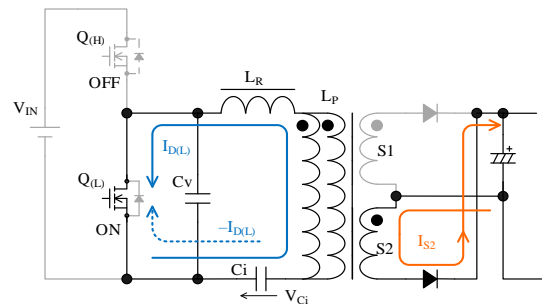 Q(H)
OFF
LR
LP
VIN
ID(L)
S1
Q(L)
Cv
ON
−ID(L)
S2
IS2
Ci
VCi
+